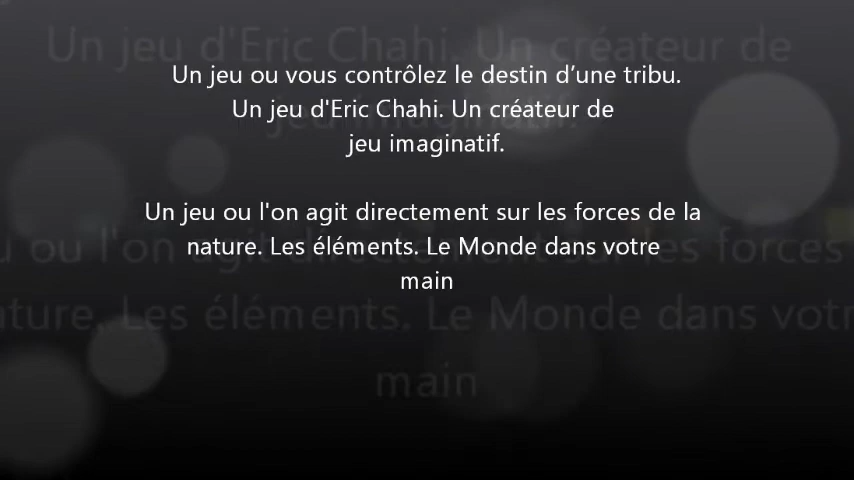 Un jeu ou vous contrôlez le destin d’une tribu.
Un jeu d'Eric Chahi. Un créateur de
jeu imaginatif.
Un jeu ou l'on agit directement sur les forces de la
nature. Les éléments. Le Monde dans votre
main